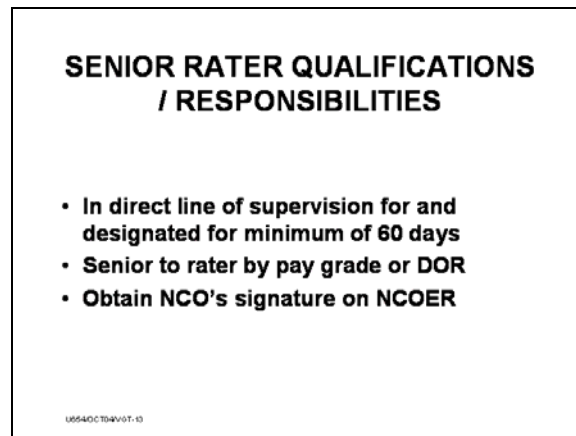 SENIOR RATER QUALIFICATIONS
/ RESPONSIBILITIES
• In direct line of supervision for and
designated for minimum of 60 days
• Senior to rater by pay grade or DOR
• Obtain NCO's signature on NCOER